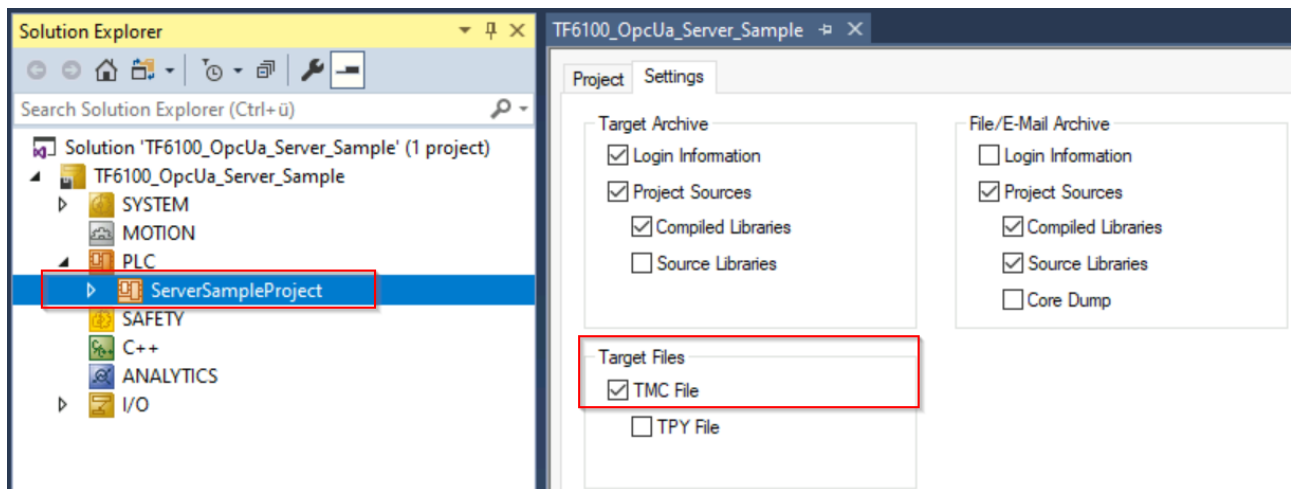 Solution Explorer
Search Solution Explorer (Ctrl+ü)
Solution 'TF6100_OpcUa_Server_Sample' (1 project)
TF6100_OpcUa_Server_Sample
SYSTEM
MOTION
PLC
ServerSampleProject
SAFETY
C++
ANALYTICS
I/O
TF6100_OpcUa_Server_Sample
Project
Settings
Target Archive
Login Information
Project Sources
Compiled Libraries
Source Libraries
File/E-Mail Archive
Login Information
Project Sources
Compiled Libraries
Source Libraries
Core Dump
Target Files
TMC File
TPY File